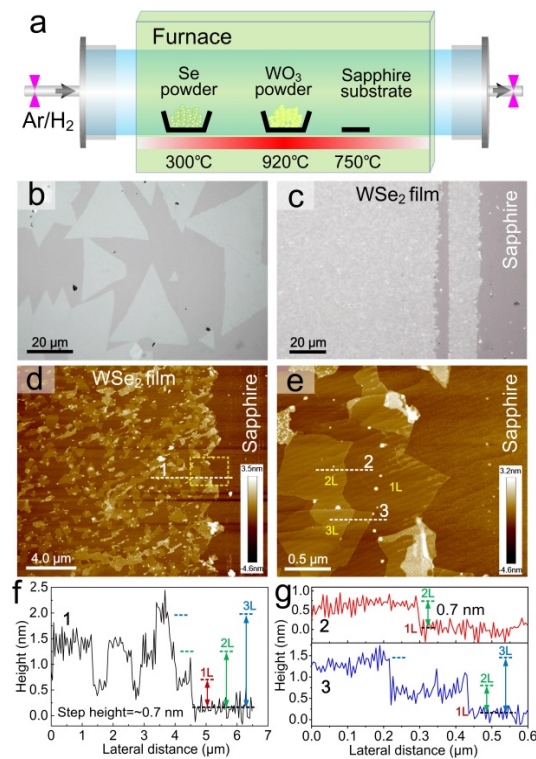 a
Furnace
Se powder
WO₃ powder
Sapphire substrate
Ar/H₂
300℃
920℃
750℃
b
20 µm
c
WSe₂ film
Sapphire
20 µm
d
WSe₂ film
Sapphire
1
3.5nm
-4.6nm
4.0 µm
e
Sapphire
2
2L
1L
3
3L
3.2nm
-4.6nm
0.5 µm
f
Height (nm)
2.5
2.0
1.5
1.0
0.5
0.0
1
1L
2L
3L
Step height=~0.7 nm
0 1 2 3 4 5 6 7
Lateral distance (µm)
g
Height (nm)
1.0
0.5
0.0
2
1L
2L
0.7 nm
1.5
1.0
0.5
0.0
3
1L
2L
3L
0.0 0.1 0.2 0.3 0.4 0.5 0.6
Lateral distance (µm)